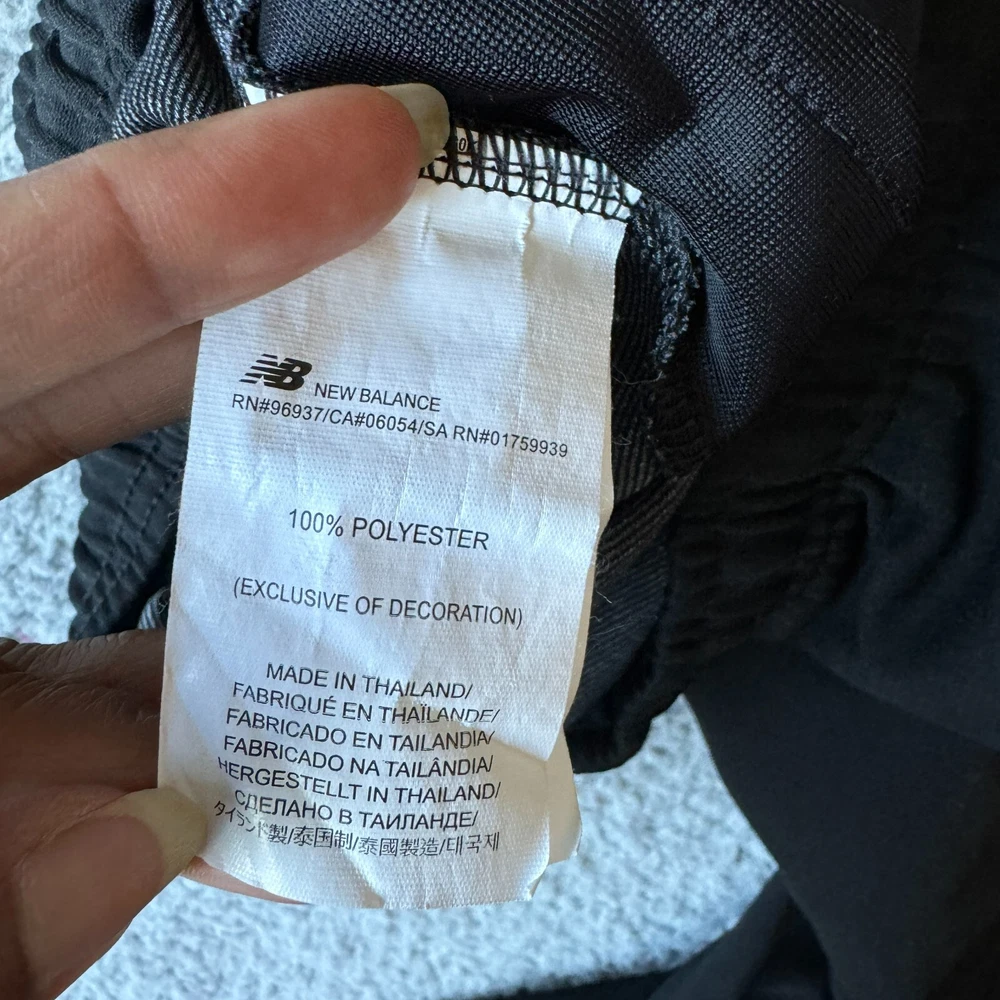 NB NEW BALANCE
RN#96937/CA#06054/SA RN#01759939
100% POLYESTER
(EXCLUSIVE OF DECORATION)
MADE IN THAILAND/
FABRIQUÉ EN THAÏLANDE/
FABRICADO EN TAILANDIA/
FABRICADO NA TAILÂNDIA/
HERGESTELLT IN THAILAND/
СДЕЛАНО В ТАИЛАНДЕ/
タイランド製/泰国制/泰國製造/태국제